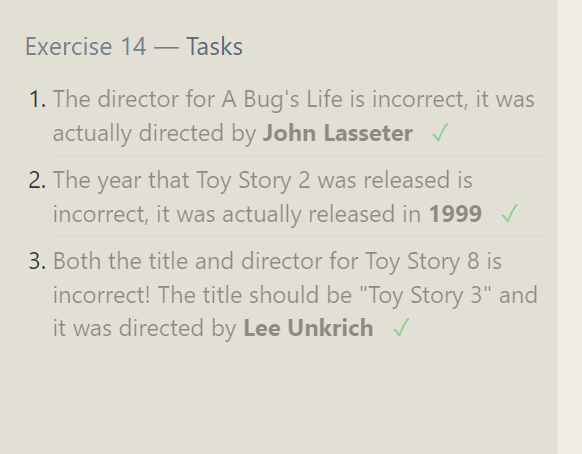 Exercise 14 — Tasks
1. The director for A Bug's Life is incorrect, it was
actually directed by John Lasseter ✓
2. The year that Toy Story 2 was released is
incorrect, it was actually released in 1999 ✓
3. Both the title and director for Toy Story 8 is
incorrect! The title should be "Toy Story 3" and
it was directed by Lee Unkrich ✓